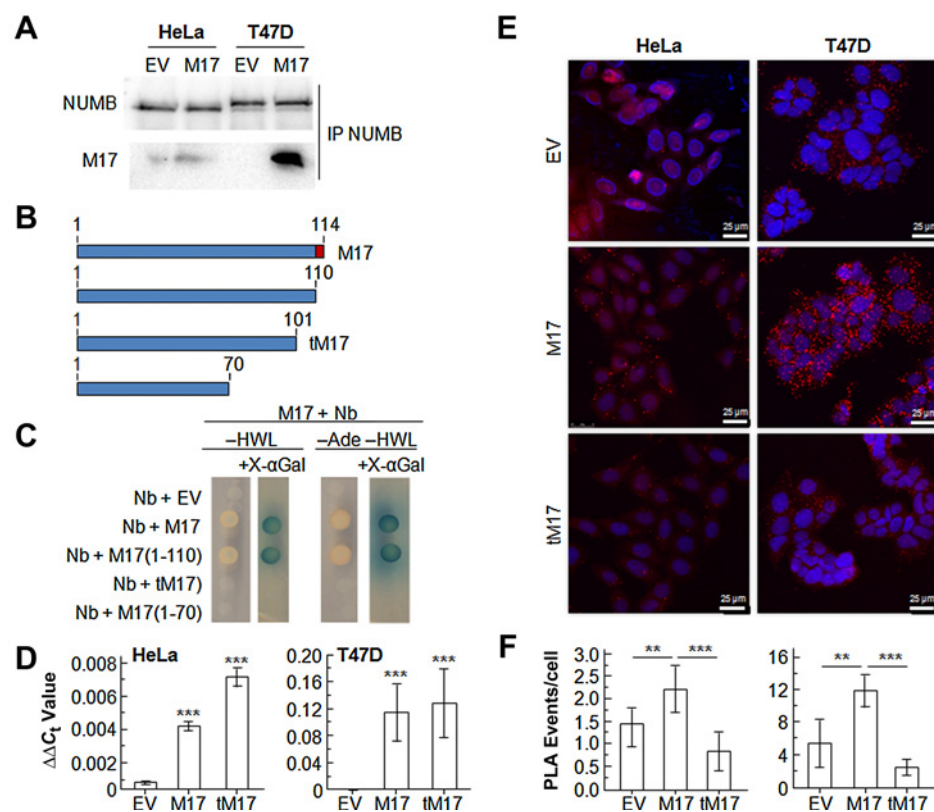 A
HeLa T47D
EV M17 EV M17
NUMB
M17
IP NUMB
B
1 114
M17
1 110
1 101
tM17
1 70
C
M17 + Nb
–HWL –Ade –HWL
+X-αGal +X-αGal
Nb + EV
Nb + M17
Nb + M17(1-110)
Nb + tM17)
Nb + M17(1-70)
D
HeLa
ΔΔCt Value
0.008
0.006
0.004
0.002
0
***
***
EV M17 tM17
T47D
0.20
0.16
0.12
0.08
0.04
0
*** ***
EV M17 tM17
E
HeLa T47D
EV
25 µm 25 µm
M17
25 µm 25 µm
tM17
25 µm 25 µm
F
PLA Events/cell
3.0
2.5
2.0
1.5
1.0
0.5
0
** ***
EV M17 tM17
16
12
8
4
0
** ***
EV M17 tM17